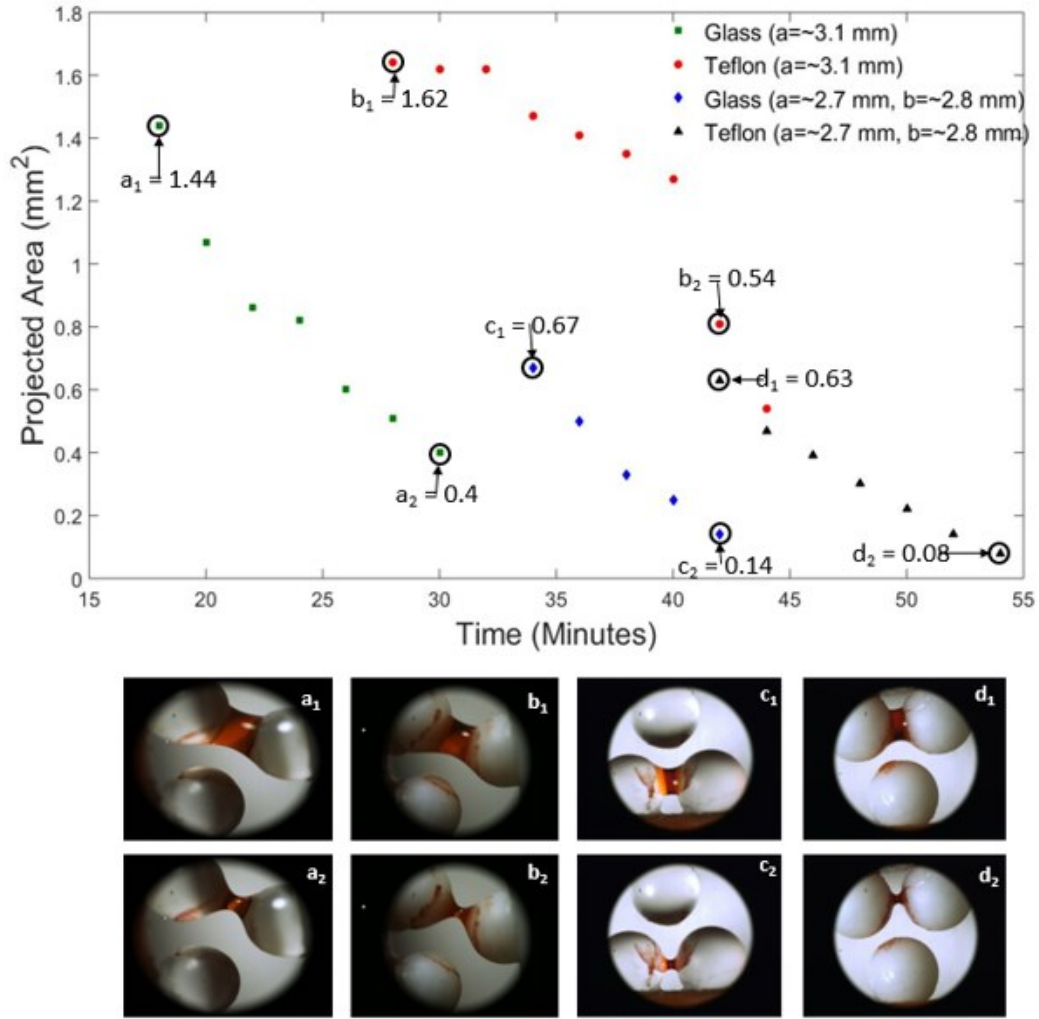 1.8
1.6
1.4
1.2
1
0.8
0.6
0.4
0.2
0
Projected Area (mm²)
15 20 25 30 35 40 45 50 55
Time (Minutes)
Glass (a=~3.1 mm)
Teflon (a=~3.1 mm)
Glass (a=~2.7 mm, b=~2.8 mm)
Teflon (a=~2.7 mm, b=~2.8 mm)
b₁ = 1.62
a₁ = 1.44
b₂ = 0.54
c₁ = 0.67
d₁ = 0.63
a₂ = 0.4
d₂ = 0.08
c₂ = 0.14
a₁ b₁ c₁ d₁
a₂ b₂ c₂ d₂